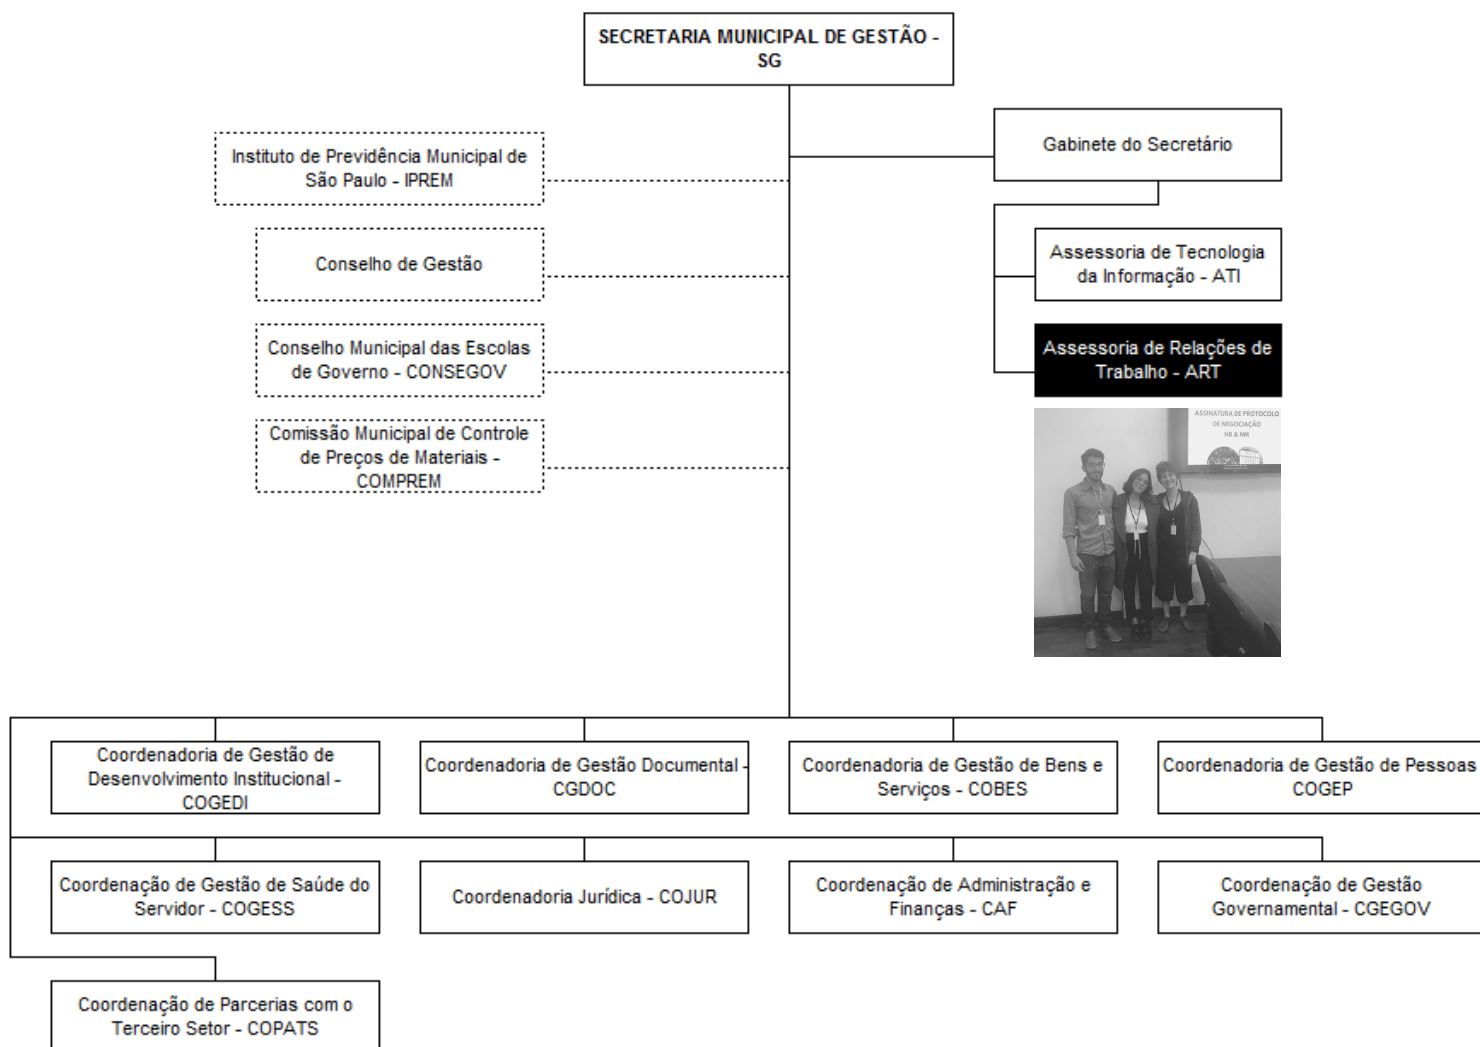 SECRETARIA MUNICIPAL DE GESTÃO -
SG
Gabinete do Secretário
Instituto de Previdência Municipal de
São Paulo - IPREM
Conselho de Gestão
Assessoria de Tecnologia
da Informação - ATI
Conselho Municipal das Escolas
de Governo - CONSEGOV
Assessoria de Relações de
Trabalho - ART
Comissão Municipal de Controle
de Preços de Materiais -
COMPREM
ASSINATURA DE PROTOCOLO
DE NEGOCIAÇÃO
NB & NM
Coordenadoria de Gestão de
Desenvolvimento Institucional -
COGEDI
Coordenadoria de Gestão Documental -
CGDOC
Coordenadoria de Gestão de Bens e
Serviços - COBES
Coordenadoria de Gestão de Pessoas
COGEP
Coordenação de Gestão de Saúde do
Servidor - COGESS
Coordenadoria Jurídica - COJUR
Coordenação de Administração e
Finanças - CAF
Coordenação de Gestão
Governamental - CGEGOV
Coordenação de Parcerias com o
Terceiro Setor - COPATS